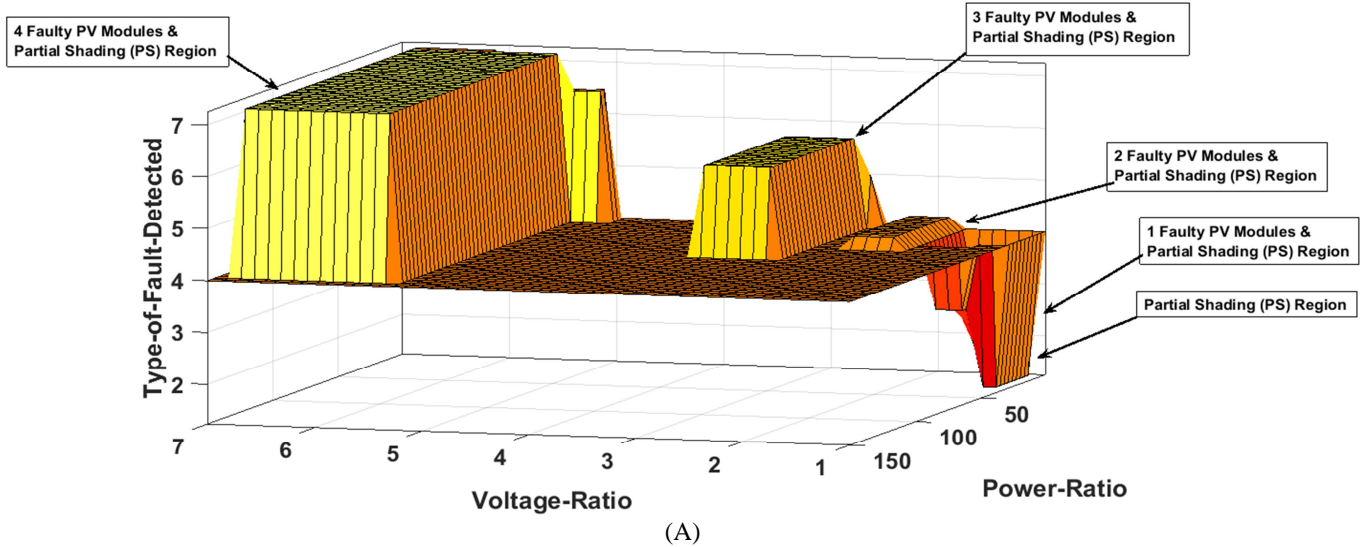 4 Faulty PV Modules &
Partial Shading (PS) Region
3 Faulty PV Modules &
Partial Shading (PS) Region
2 Faulty PV Modules &
Partial Shading (PS) Region
1 Faulty PV Modules &
Partial Shading (PS) Region
Partial Shading (PS) Region
Type-of-Fault-Detected
7
6
5
4
3
2
7
6
5
4
3
2
1
150
100
50
Voltage-Ratio
Power-Ratio
(A)